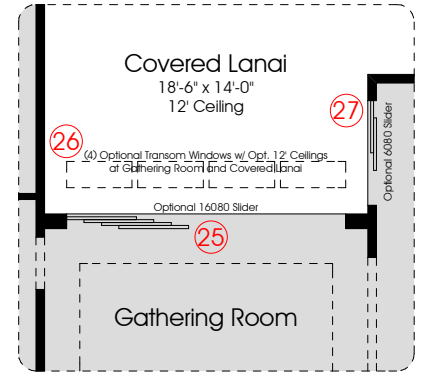 Covered Lanai
18'-6" x 14'-0"
12' Ceiling
27
26
(4) Optional Transom Windows w/ Opt. 12' Ceilings
at Gathering Room and Covered Lanai
Optional 6080 Slider
Optional 16080 Slider
25
Gathering Room